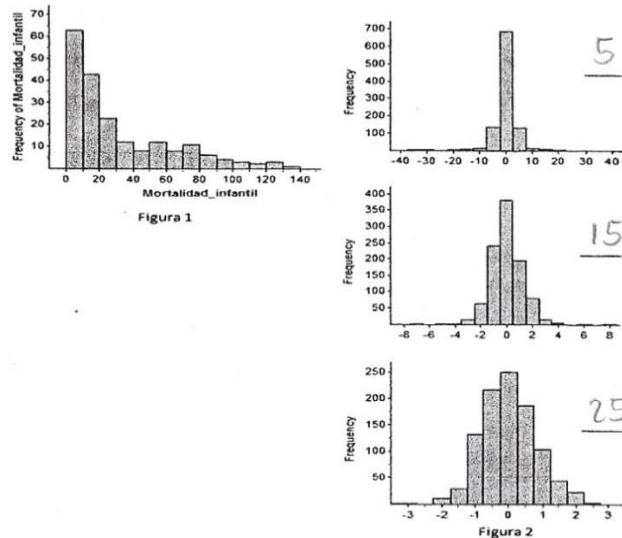 Frequency of Mortalidad_infantil
70
60
50
40
30
20
10
0 20 40 60 80 100 120 140
Mortalidad_infantil
Figura 1
Frequency
700
600
500
400
300
200
100
-40 -30 -20 -10 0 10 20 30 40
5
Frequency
400
350
300
250
200
150
100
50
-8 -6 -4 -2 0 2 4 6 8
15
Frequency
250
200
150
100
50
-3 -2 -1 0 1 2 3
25
Figura 2